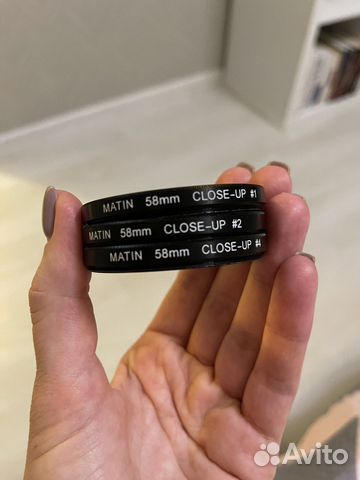 MATIN 58mm CLOSE-UP #1
MATIN 58mm CLOSE-UP #2
MATIN 58mm CLOSE-UP #4
Avito